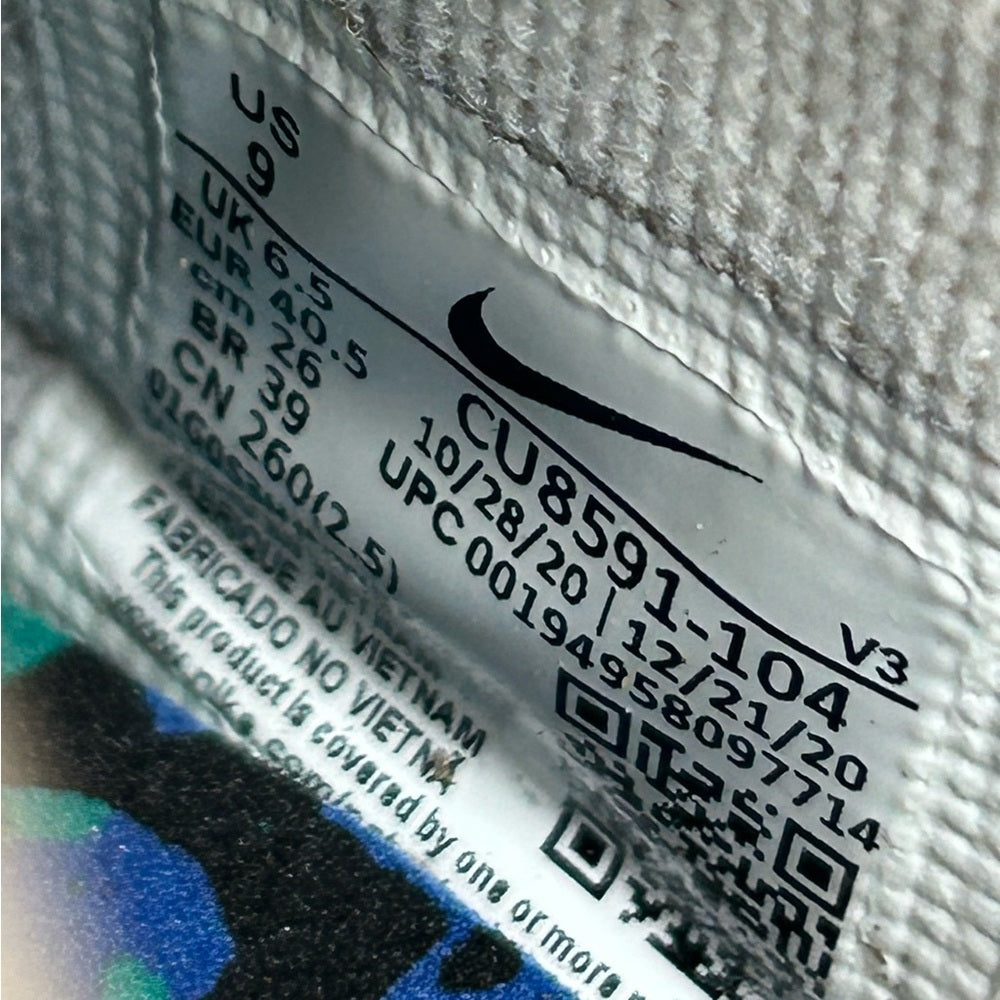 US
9
UK 6.5
EUR 40.5
cm 26
BR 39
CN 260(2.5)
CU8591-104 V3
10/28/20 | 12/21/20
UPC 00194958097714
AU VIETNAM
FABRICADO NO VIETNÃ
This product is covered by one or more